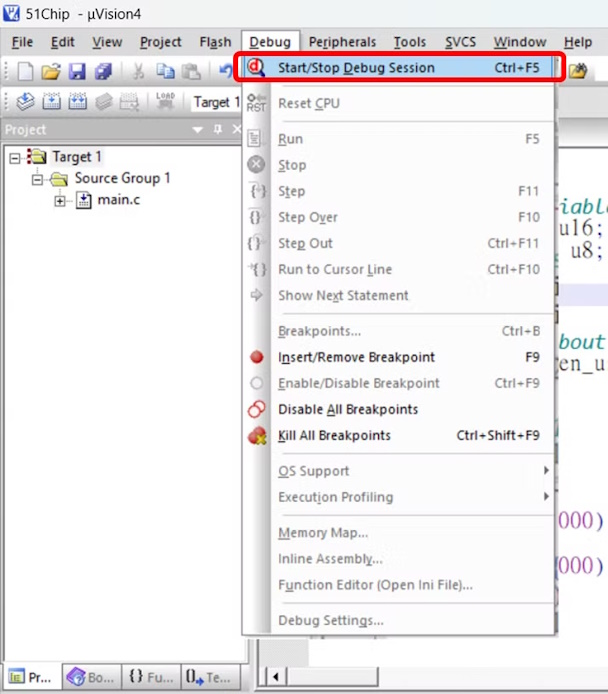 51Chip - µVision4
File Edit View Project Flash Debug Peripherals Tools SVCS Window Help
Start/Stop Debug Session Ctrl+F5
LOAD Target 1 RST Reset CPU
Project
Run F5
Target 1
Stop
Source Group 1
Step F11
main.c
Step Over F10
Step Out Ctrl+F11
Run to Cursor Line Ctrl+F10
Show Next Statement
Breakpoints... Ctrl+B
Insert/Remove Breakpoint F9
Enable/Disable Breakpoint Ctrl+F9
Disable All Breakpoints
Kill All Breakpoints Ctrl+Shift+F9
OS Support
Execution Profiling
Memory Map...
Inline Assembly...
Function Editor (Open Ini File)...
Debug Settings...
iable
u16;
u8;
bout
en_u
000)
000)
Pr... Bo... {} Fu... 0 Te...